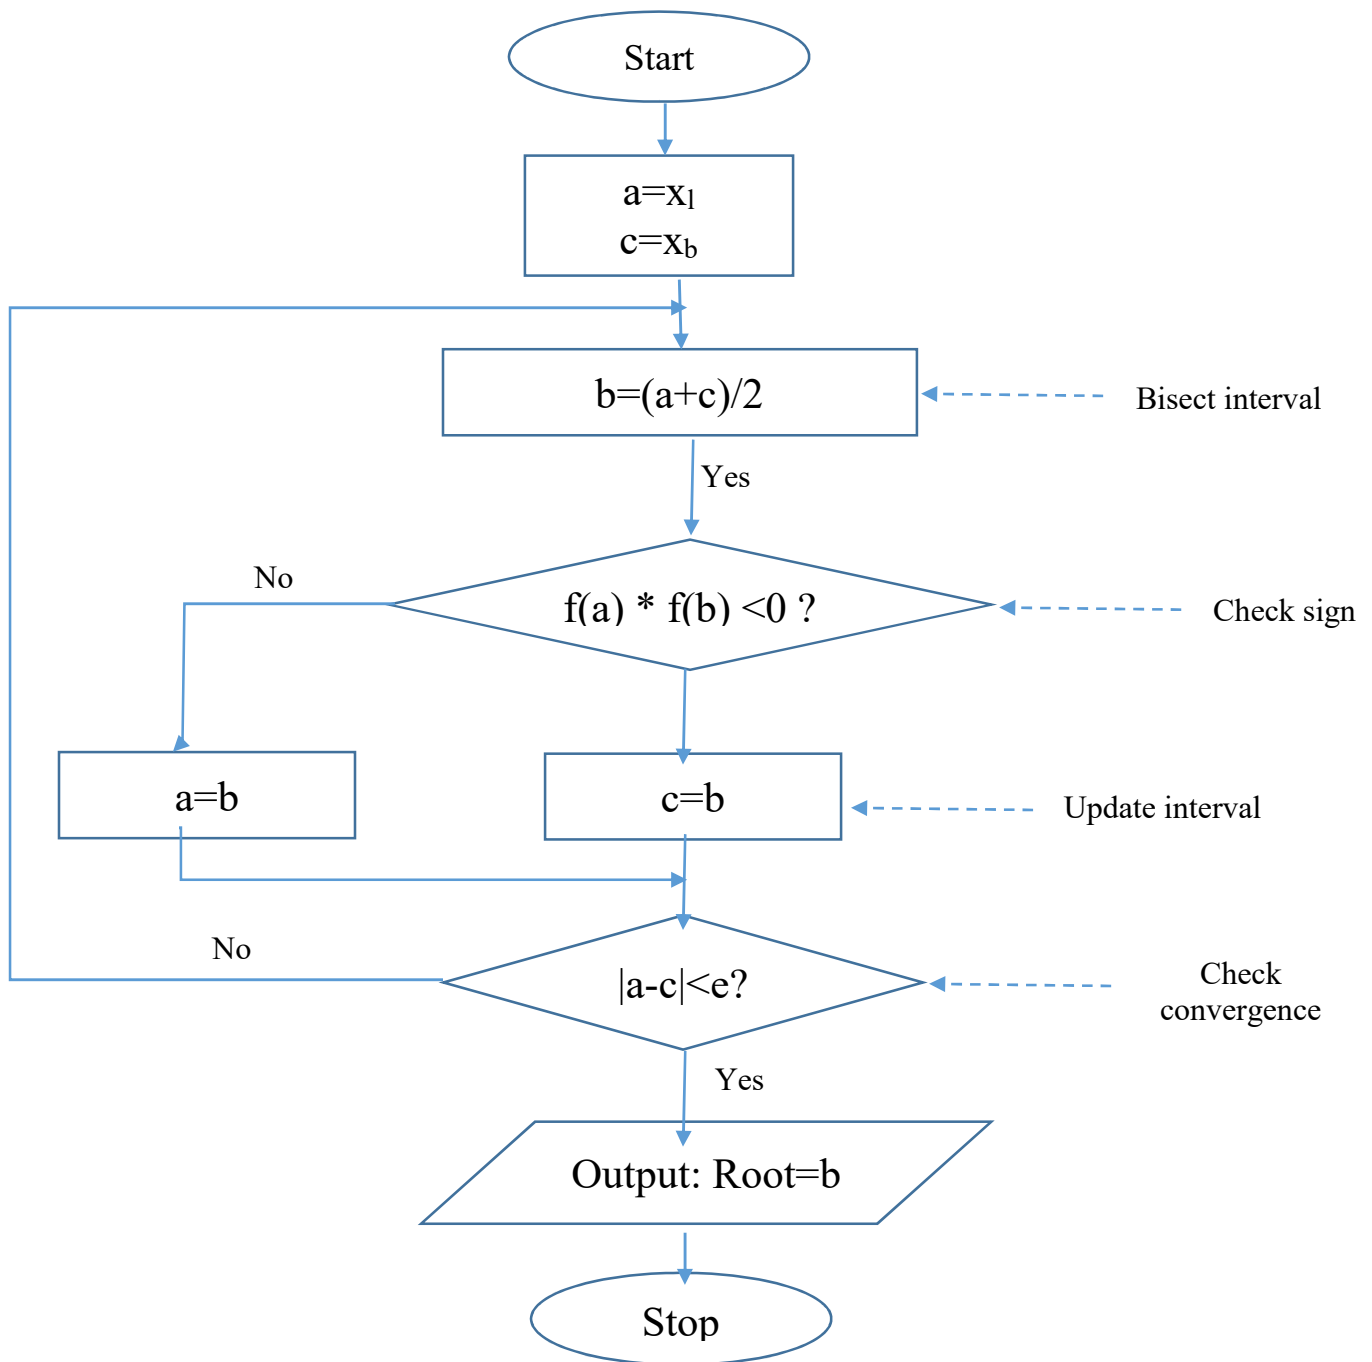 Start
a=xₗ
c=x_b
b=(a+c)/2
Bisect interval
Yes
No
f(a) * f(b) <0 ?
Check sign
a=b
c=b
Update interval
No
|a-c|<e?
Check
convergence
Yes
Output: Root=b
Stop